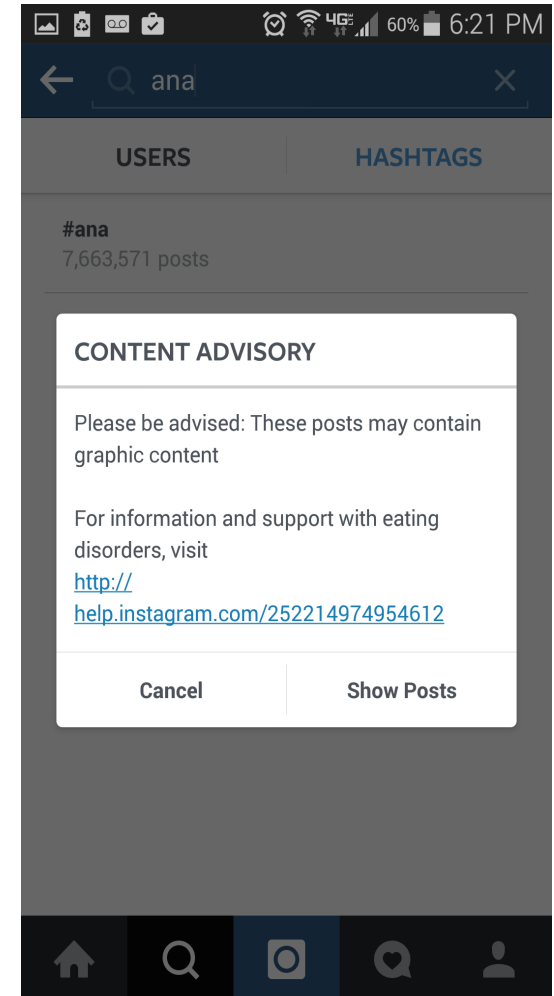 4G LTE 60% 6:21 PM
ana
USERS HASHTAGS
#ana
7,663,571 posts
CONTENT ADVISORY
Please be advised: These posts may contain
graphic content
For information and support with eating
disorders, visit
http://
help.instagram.com/252214974954612
Cancel Show Posts